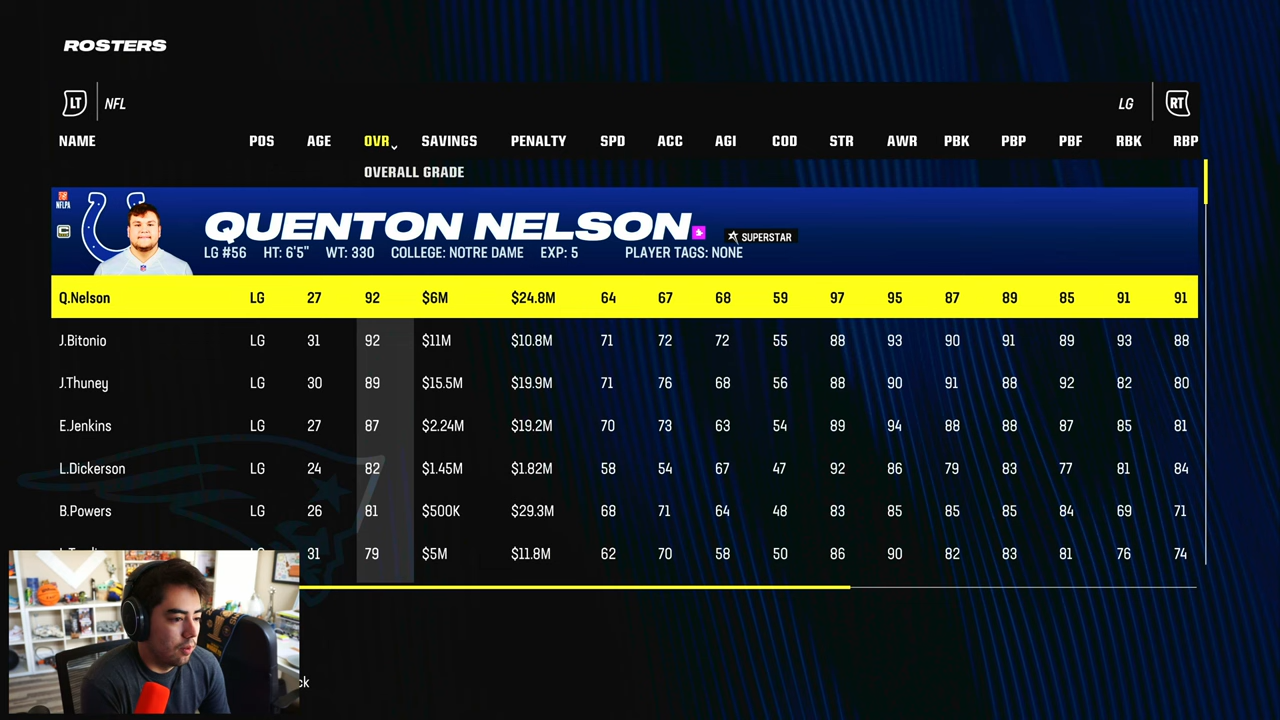 ROSTERS
LT NFL LG RT
NAME POS AGE OVR SAVINGS PENALTY SPD ACC AGI COD STR AWR PBK PBP PBF RBK RBP
OVERALL GRADE
NFLPA
QUENTON NELSON SUPERSTAR
LG #56 HT: 6'5" WT: 330 COLLEGE: NOTRE DAME EXP: 5 PLAYER TAGS: NONE
Q.Nelson LG 27 92 $6M $24.8M 64 67 68 59 97 95 87 89 85 91 91
J.Bitonio LG 31 92 $11M $10.8M 71 72 72 55 88 93 90 91 89 93 88
J.Thuney LG 30 89 $15.5M $19.9M 71 76 68 56 88 90 91 88 92 82 80
E.Jenkins LG 27 87 $2.24M $19.2M 70 73 63 54 89 94 88 88 87 85 81
L.Dickerson LG 24 82 $1.45M $1.82M 58 54 67 47 92 86 79 83 77 81 84
B.Powers LG 26 81 $500K $29.3M 68 71 64 48 83 85 85 85 84 69 71
31 79 $5M $11.8M 62 70 58 50 86 90 82 83 81 76 74
ck